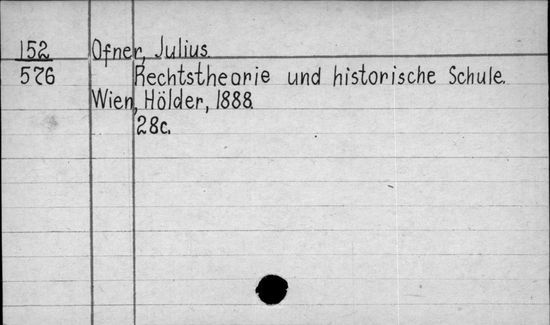 152 Ofner, Julius.
576 Rechtstheorie und historische Schule.
Wien, Hölder, 1888.
28c.